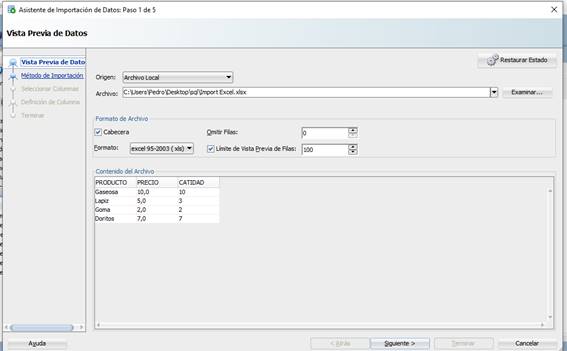 Asistente de Importación de Datos: Paso 1 de 5
Vista Previa de Datos
Vista Previa de Dato
Método de Importación
Seleccionar Columnas
Definición de Columna
Terminar
Restaurar Estado
Origen: Archivo Local
Archivo: C:\Users\Pedro\Desktop\pql\Import Excel.xlsx Examinar...
Formato de Archivo
Cabecera Omitir Filas: 0
Formato: excel 95-2003 (xls) Límite de Vista Previa de Filas: 100
Contenido del Archivo
PRODUCTO PRECIO CATIDAD
Gaseosa 10,0 10
Lapiz 5,0 3
Goma 2,0 2
Doritos 7,0 7
Ayuda < Atrás Siguiente > Terminar Cancelar